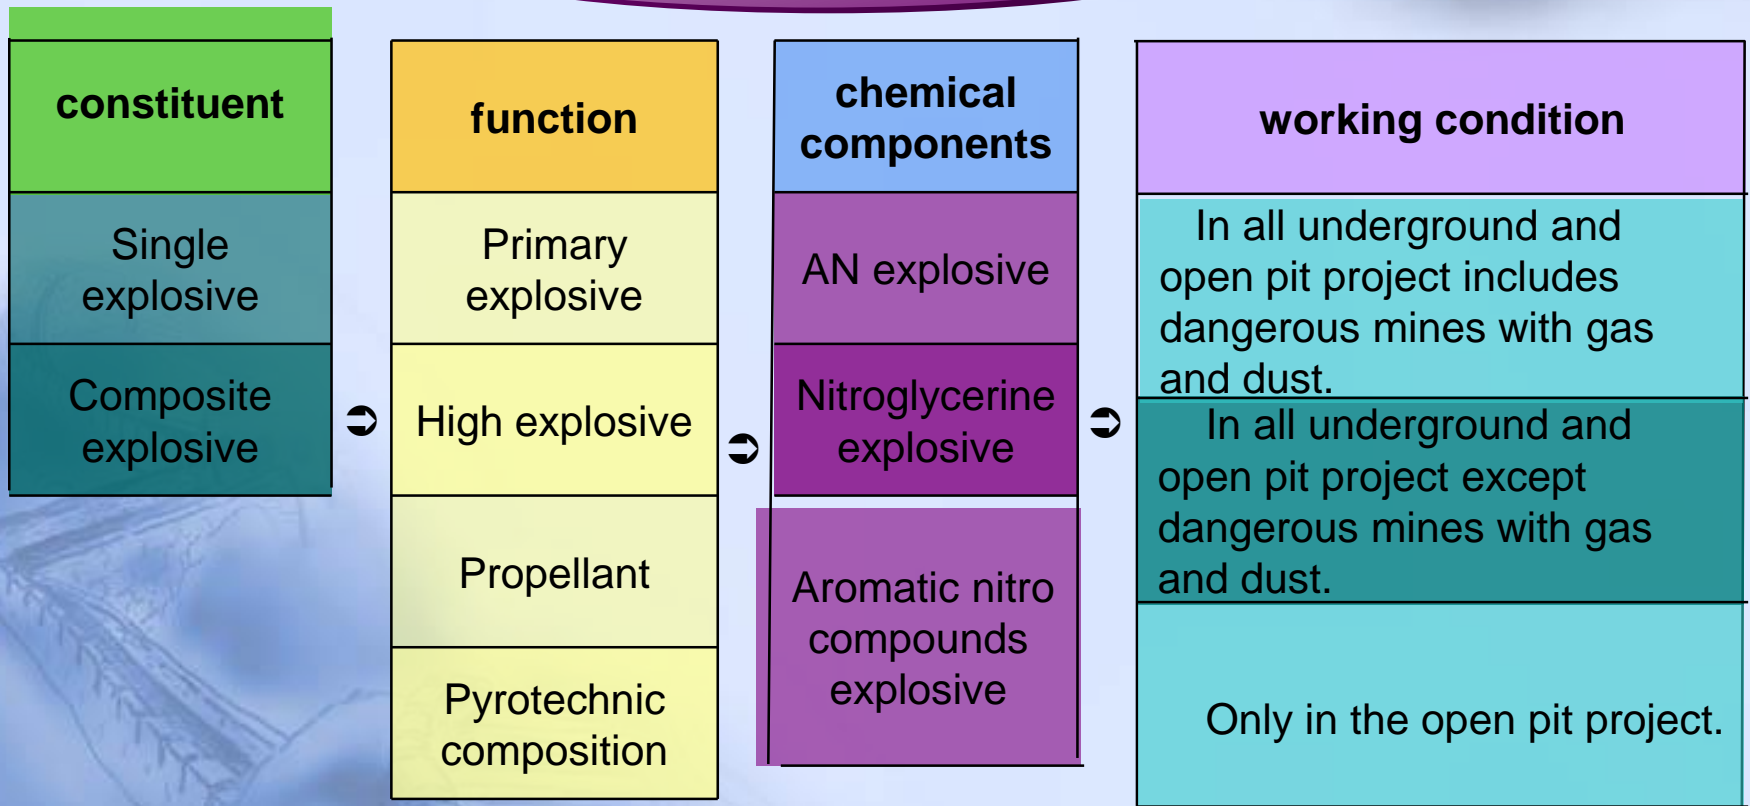 constituent
Single
explosive
Composite
explosive
function
Primary
explosive
High explosive
Propellant
Pyrotechnic
composition
chemical
components
AN explosive
Nitroglycerine
explosive
Aromatic nitro
compounds
explosive
working condition
In all underground and
open pit project includes
dangerous mines with gas
and dust.
In all underground and
open pit project except
dangerous mines with gas
and dust.
Only in the open pit project.